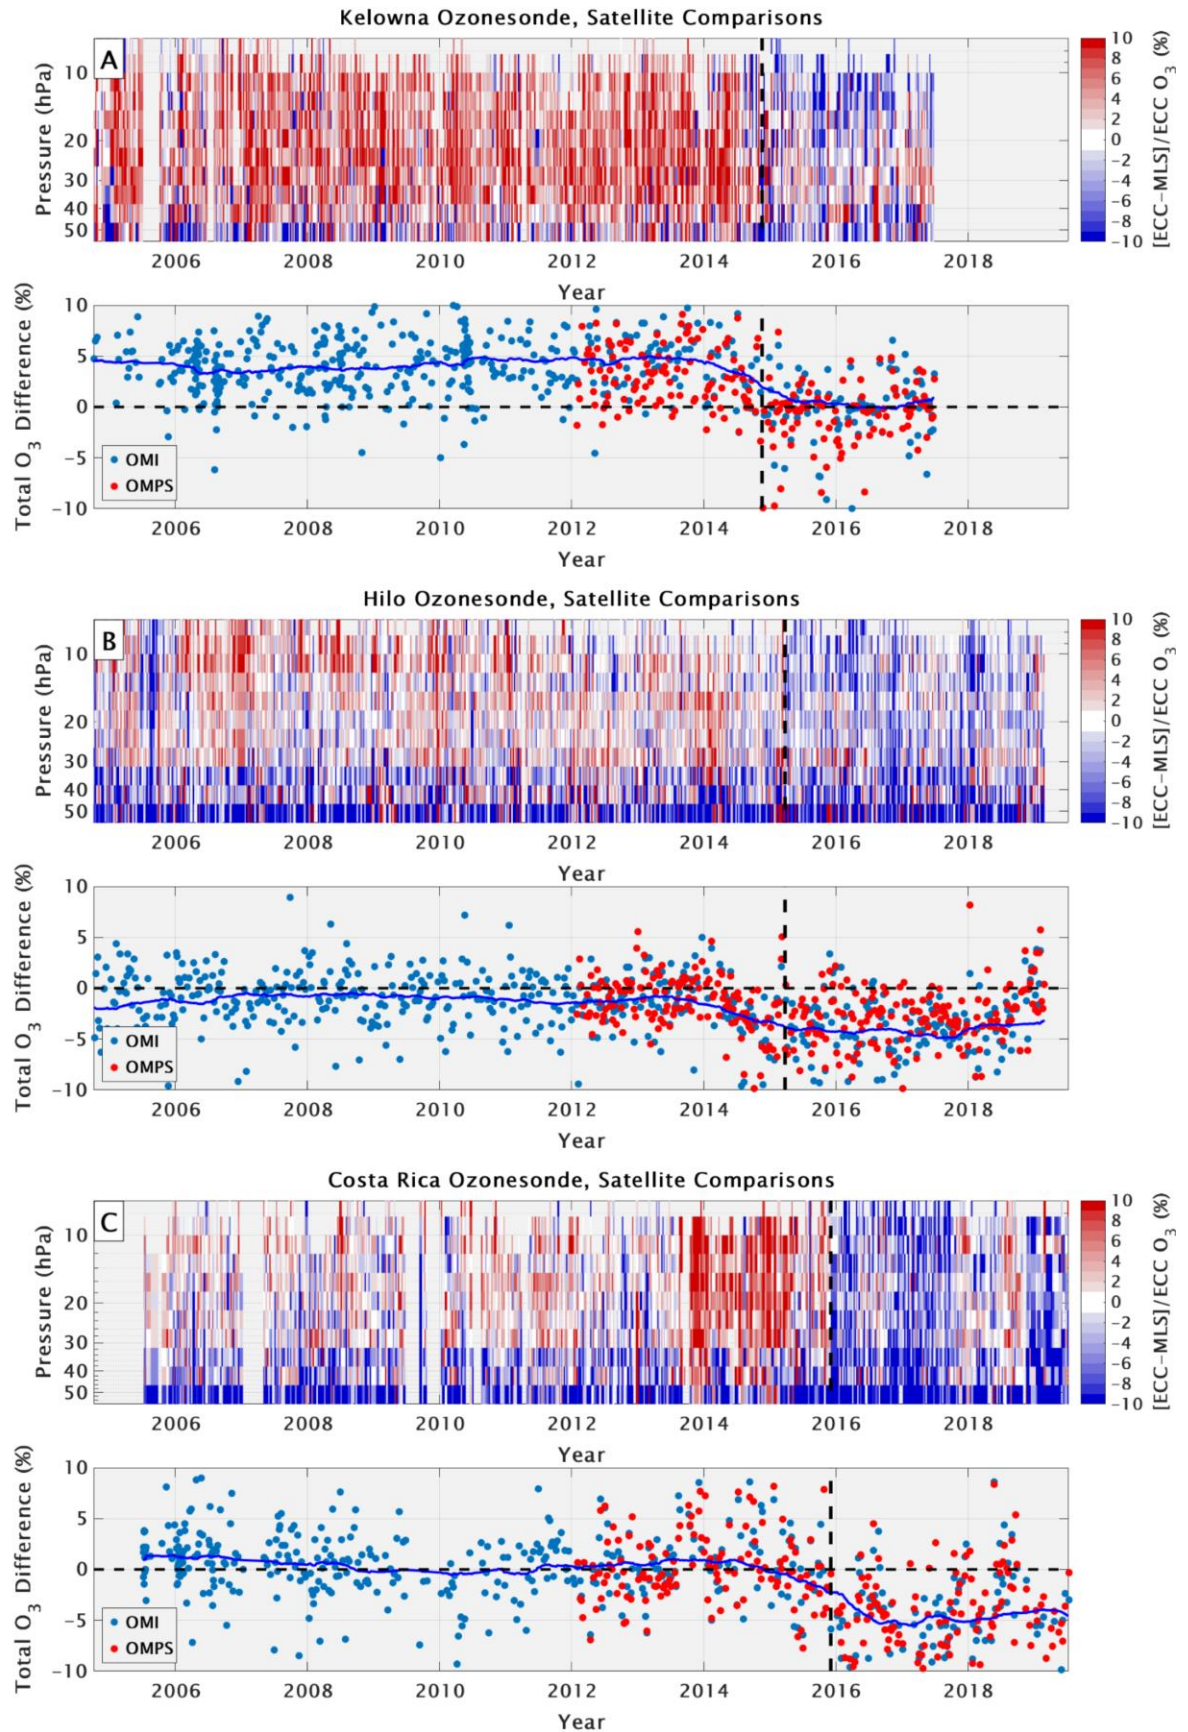 Kelowna Ozonesonde, Satellite Comparisons
A
Pressure (hPa)
10
20
30
40
50
2006 2008 2010 2012 2014 2016 2018
Year
10
8
6
4
2
0
-2
-4
-6
-8
-10
[ECC-MLS]/ECC O3 (%)
Total O3 Difference (%)
10
5
0
-5
-10
OMI
OMPS
2006 2008 2010 2012 2014 2016 2018
Year
Hilo Ozonesonde, Satellite Comparisons
B
Pressure (hPa)
10
20
30
40
50
2006 2008 2010 2012 2014 2016 2018
Year
10
8
6
4
2
0
-2
-4
-6
-8
-10
[ECC-MLS]/ECC O3 (%)
Total O3 Difference (%)
10
5
0
-5
-10
OMI
OMPS
2006 2008 2010 2012 2014 2016 2018
Year
Costa Rica Ozonesonde, Satellite Comparisons
C
Pressure (hPa)
10
20
30
40
50
2006 2008 2010 2012 2014 2016 2018
Year
10
8
6
4
2
0
-2
-4
-6
-8
-10
[ECC-MLS]/ECC O3 (%)
Total O3 Difference (%)
10
5
0
-5
-10
OMI
OMPS
2006 2008 2010 2012 2014 2016 2018
Year